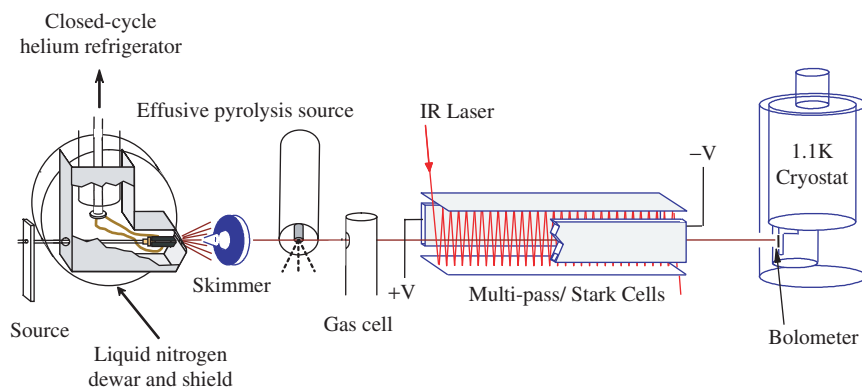 Closed-cycle
helium refrigerator
Effusive pyrolysis source
IR Laser
−V
1.1K
Cryostat
Skimmer
+V
Multi-pass/ Stark Cells
Gas cell
Source
Bolometer
Liquid nitrogen
dewar and shield